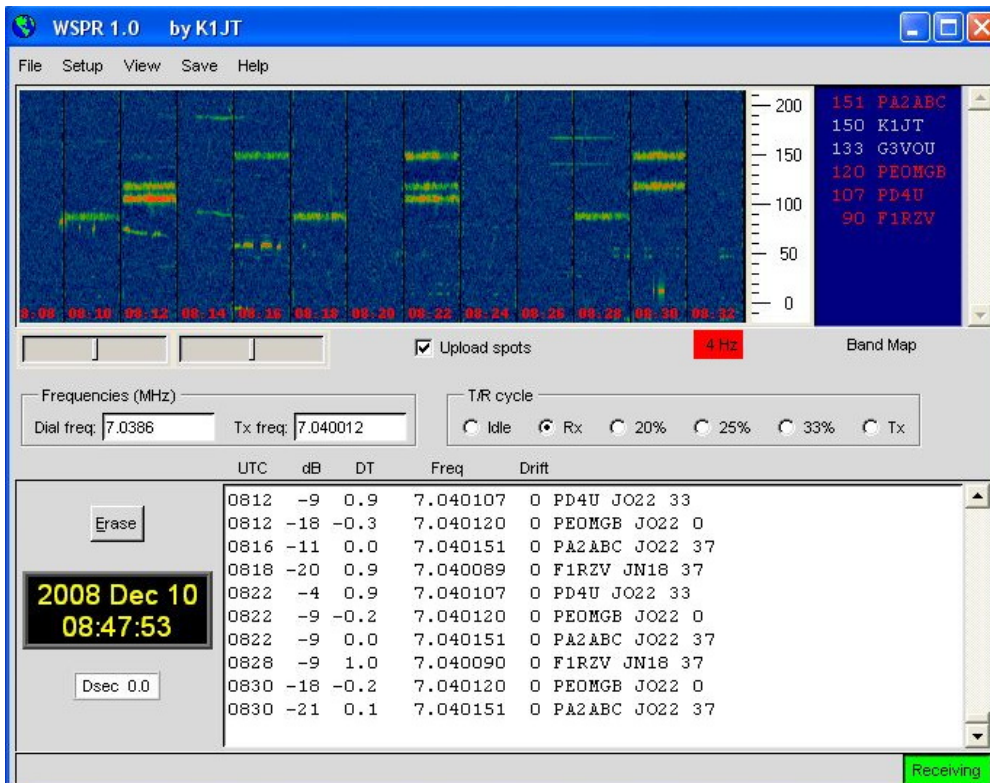 WSPR 1.0 by K1JT
File Setup View Save Help
200
150
100
50
0
151 PA2ABC
150 K1JT
133 G3VOU
120 PE0MGB
107 PD4U
90 F1RZV
8:08 08:10 08:12 08:14 08:16 08:18 08:20 08:22 08:24 08:26 08:28 08:30 08:32
Upload spots
4 Hz
Band Map
Frequencies (MHz)
Dial freq: 7.0386 Tx freq: 7.040012
T/R cycle
Idle Rx 20% 25% 33% Tx
UTC dB DT Freq Drift
0812 -9 0.9 7.040107 0 PD4U JO22 33
0812 -18 -0.3 7.040120 0 PE0MGB JO22 0
0816 -11 0.0 7.040151 0 PA2ABC JO22 37
0818 -20 0.9 7.040089 0 F1RZV JN18 37
0822 -4 0.9 7.040107 0 PD4U JO22 33
0822 -9 -0.2 7.040120 0 PE0MGB JO22 0
0822 -9 0.0 7.040151 0 PA2ABC JO22 37
0828 -9 1.0 7.040090 0 F1RZV JN18 37
0830 -18 -0.2 7.040120 0 PE0MGB JO22 0
0830 -21 0.1 7.040151 0 PA2ABC JO22 37
Erase
2008 Dec 10
08:47:53
Dsec 0.0
Receiving